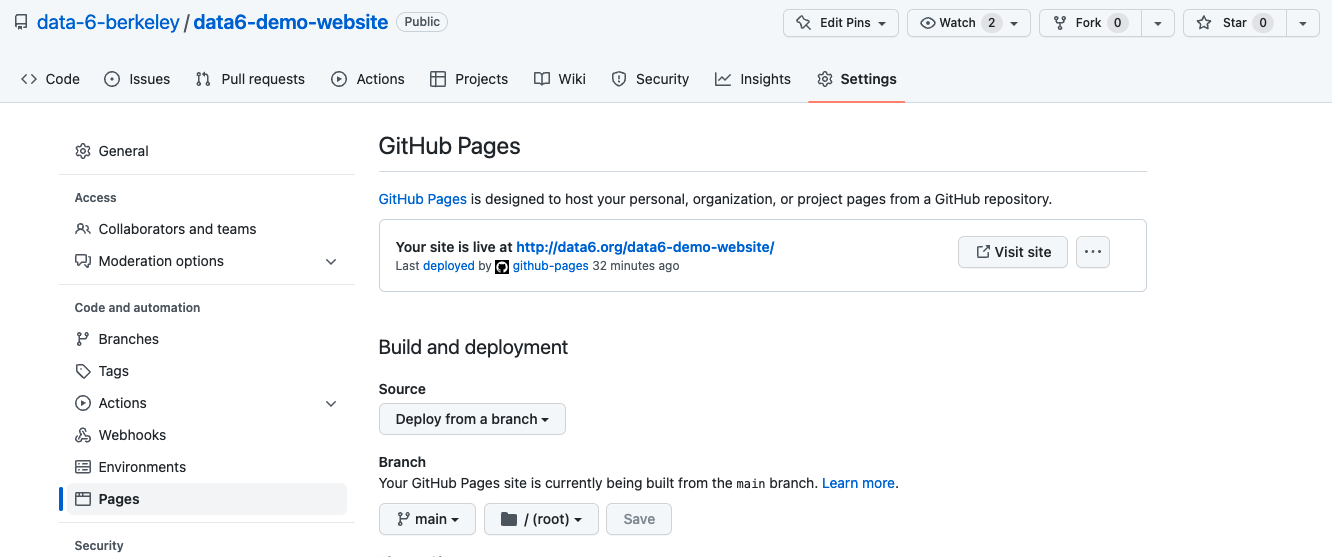 data-6-berkeley / data6-demo-website Public
Edit Pins Watch 2 Fork 0 Star 0
Code Issues Pull requests Actions Projects Wiki Security Insights Settings
General
Access
Collaborators and teams
Moderation options
Code and automation
Branches
Tags
Actions
Webhooks
Environments
Pages
Security
GitHub Pages
GitHub Pages is designed to host your personal, organization, or project pages from a GitHub repository.
Your site is live at http://data6.org/data6-demo-website/
Last deployed by github-pages 32 minutes ago
Visit site
Build and deployment
Source
Deploy from a branch
Branch
Your GitHub Pages site is currently being built from the main branch. Learn more.
main / (root) Save